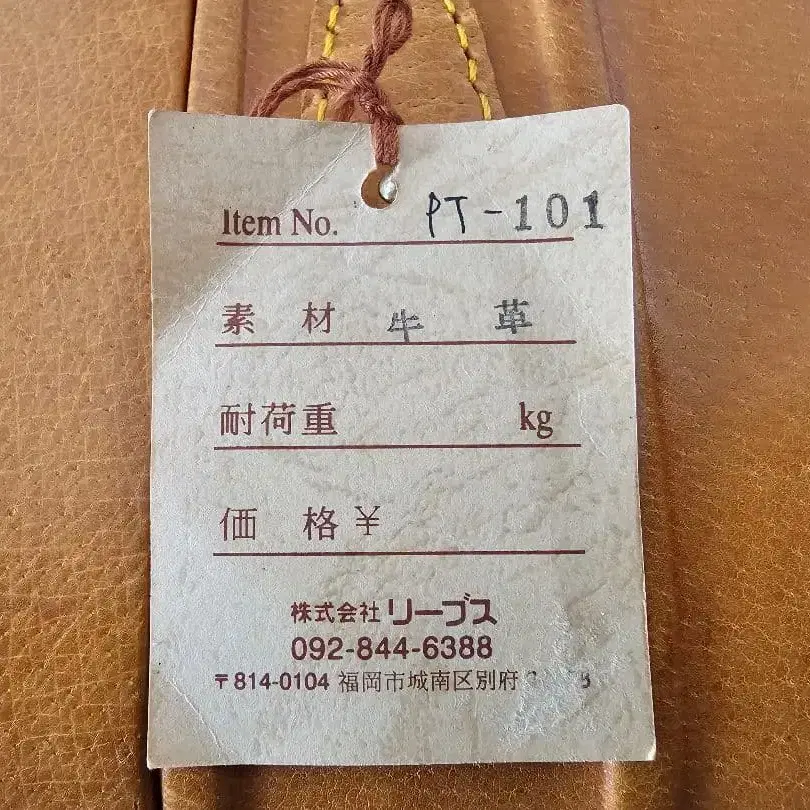 Item No. PT-101
素材 牛革
耐荷重 kg
価格 ¥
株式会社リーブス
092-844-6388
〒814-0104 福岡市城南区別府